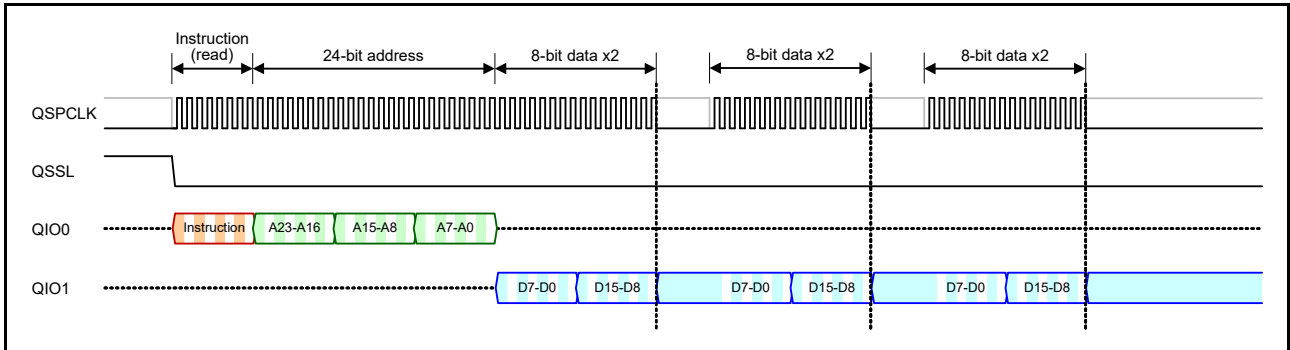 Instruction
(read)
24-bit address
8-bit data x2
8-bit data x2
8-bit data x2
QSPCLK
QSSL
QIO0
Instruction
A23-A16
A15-A8
A7-A0
QIO1
D7-D0
D15-D8
D7-D0
D15-D8
D7-D0
D15-D8